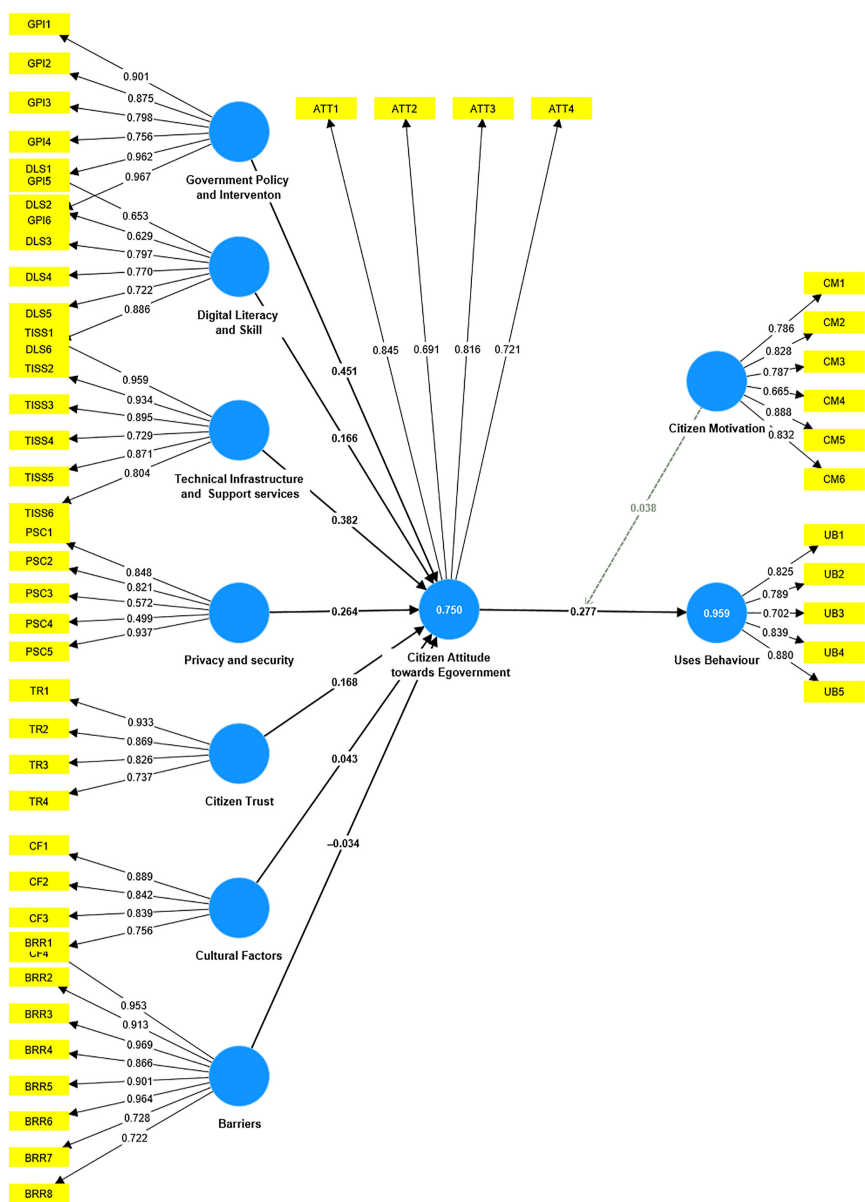 GPI1
GPI2
GPI3
GPI4
DLS1
GPI5
DLS2
GPI6
DLS3
DLS4
DLS5
TISS1
DLS6
TISS2
TISS3
TISS4
TISS5
TISS6
PSC1
PSC2
PSC3
PSC4
PSC5
TR1
TR2
TR3
TR4
CF1
CF2
CF3
BRR1
CF4
BRR2
BRR3
BRR4
BRR5
BRR6
BRR7
BRR8
0.901
0.875
0.798
0.756
0.962
0.967
Government Policy
and Interventon
0.653
0.629
0.797
0.770
0.722
0.886
Digital Literacy
and Skill
0.959
0.934
0.895
0.729
0.871
0.804
Technical Infrastructure
and Support services
0.848
0.821
0.572
0.499
0.937
Privacy and security
0.933
0.869
0.826
0.737
Citizen Trust
0.889
0.842
0.839
0.756
Cultural Factors
0.953
0.913
0.969
0.866
0.901
0.964
0.728
0.722
Barriers
0.451
0.166
0.382
0.264
0.168
0.043
–0.034
ATT1
ATT2
ATT3
ATT4
0.845
0.691
0.816
0.721
0.750
Citizen Attitude
towards Egovernment
0.277
0.038
Citizen Motivation
0.786
0.828
0.787
0.665
0.888
0.832
CM1
CM2
CM3
CM4
CM5
CM6
0.959
Uses Behaviour
0.825
0.789
0.702
0.839
0.880
UB1
UB2
UB3
UB4
UB5